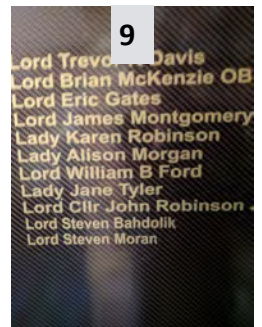 9
Lord Trevor Davis
Lord Brian McKenzie OB
Lord Eric Gates
Lord James Montgomery
Lady Karen Robinson
Lady Alison Morgan
Lord William B Ford
Lady Jane Tyler
Lord Cllr John Robinson
Lord Steven Bahdolik
Lord Steven Moran